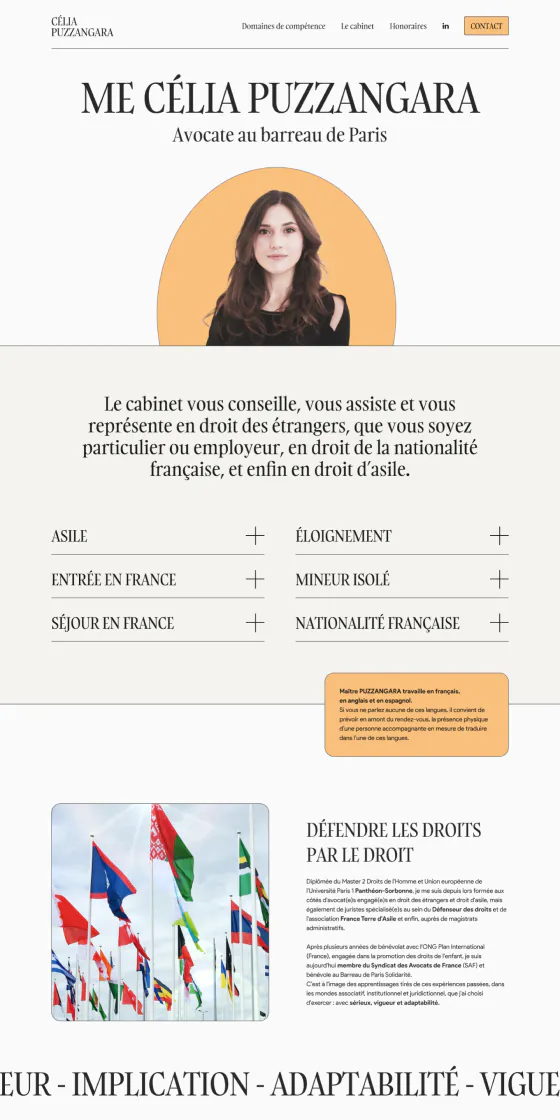 CÉLIA
PUZZANGARA
Domaines de compétence Le cabinet Honoraires in CONTACT
ME CÉLIA PUZZANGARA
Avocate au barreau de Paris
Le cabinet vous conseille, vous assiste et vous
représente en droit des étrangers, que vous soyez
particulier ou employeur, en droit de la nationalité
française, et enfin en droit d’asile.
ASILE
ÉLOIGNEMENT
ENTRÉE EN FRANCE
MINEUR ISOLÉ
SÉJOUR EN FRANCE
NATIONALITÉ FRANÇAISE
Maître PUZZANGARA travaille en français,
en anglais et en espagnol.
Si vous ne parlez aucune de ces langues, il convient de
prévoir en amont du rendez-vous, la présence physique
d'une personne accompagnante en mesure de traduire
dans l'une de ces langues.
DÉFENDRE LES DROITS
PAR LE DROIT
Diplômée du Master 2 Droits de l'Homme et Union européenne de
l'Université Paris 1 Panthéon-Sorbonne, je me suis depuis lors formée aux
côtés d'avocat(e)s engagé(e)s en droit des étrangers et droit d'asile, mais
également de juristes spécialisé(e)s au sein du Défenseur des droits et de
l'association France Terre d'Asile et enfin, auprès de magistrats
administratifs.
Après plusieurs années de bénévolat avec l'ONG Plan International
(France), engagée dans la promotion des droits de l'enfant, je suis
aujourd'hui membre du Syndicat des Avocats de France (SAF) et
bénévole au Barreau de Paris Solidarité.
C'est à l'image des apprentissages tirés de ces expériences passées, dans
les mondes associatif, institutionnel et juridictionnel, que j'ai choisi
d'exercer : avec sérieux, vigueur et adaptabilité.
EUR - IMPLICATION - ADAPTABILITÉ - VIGUE